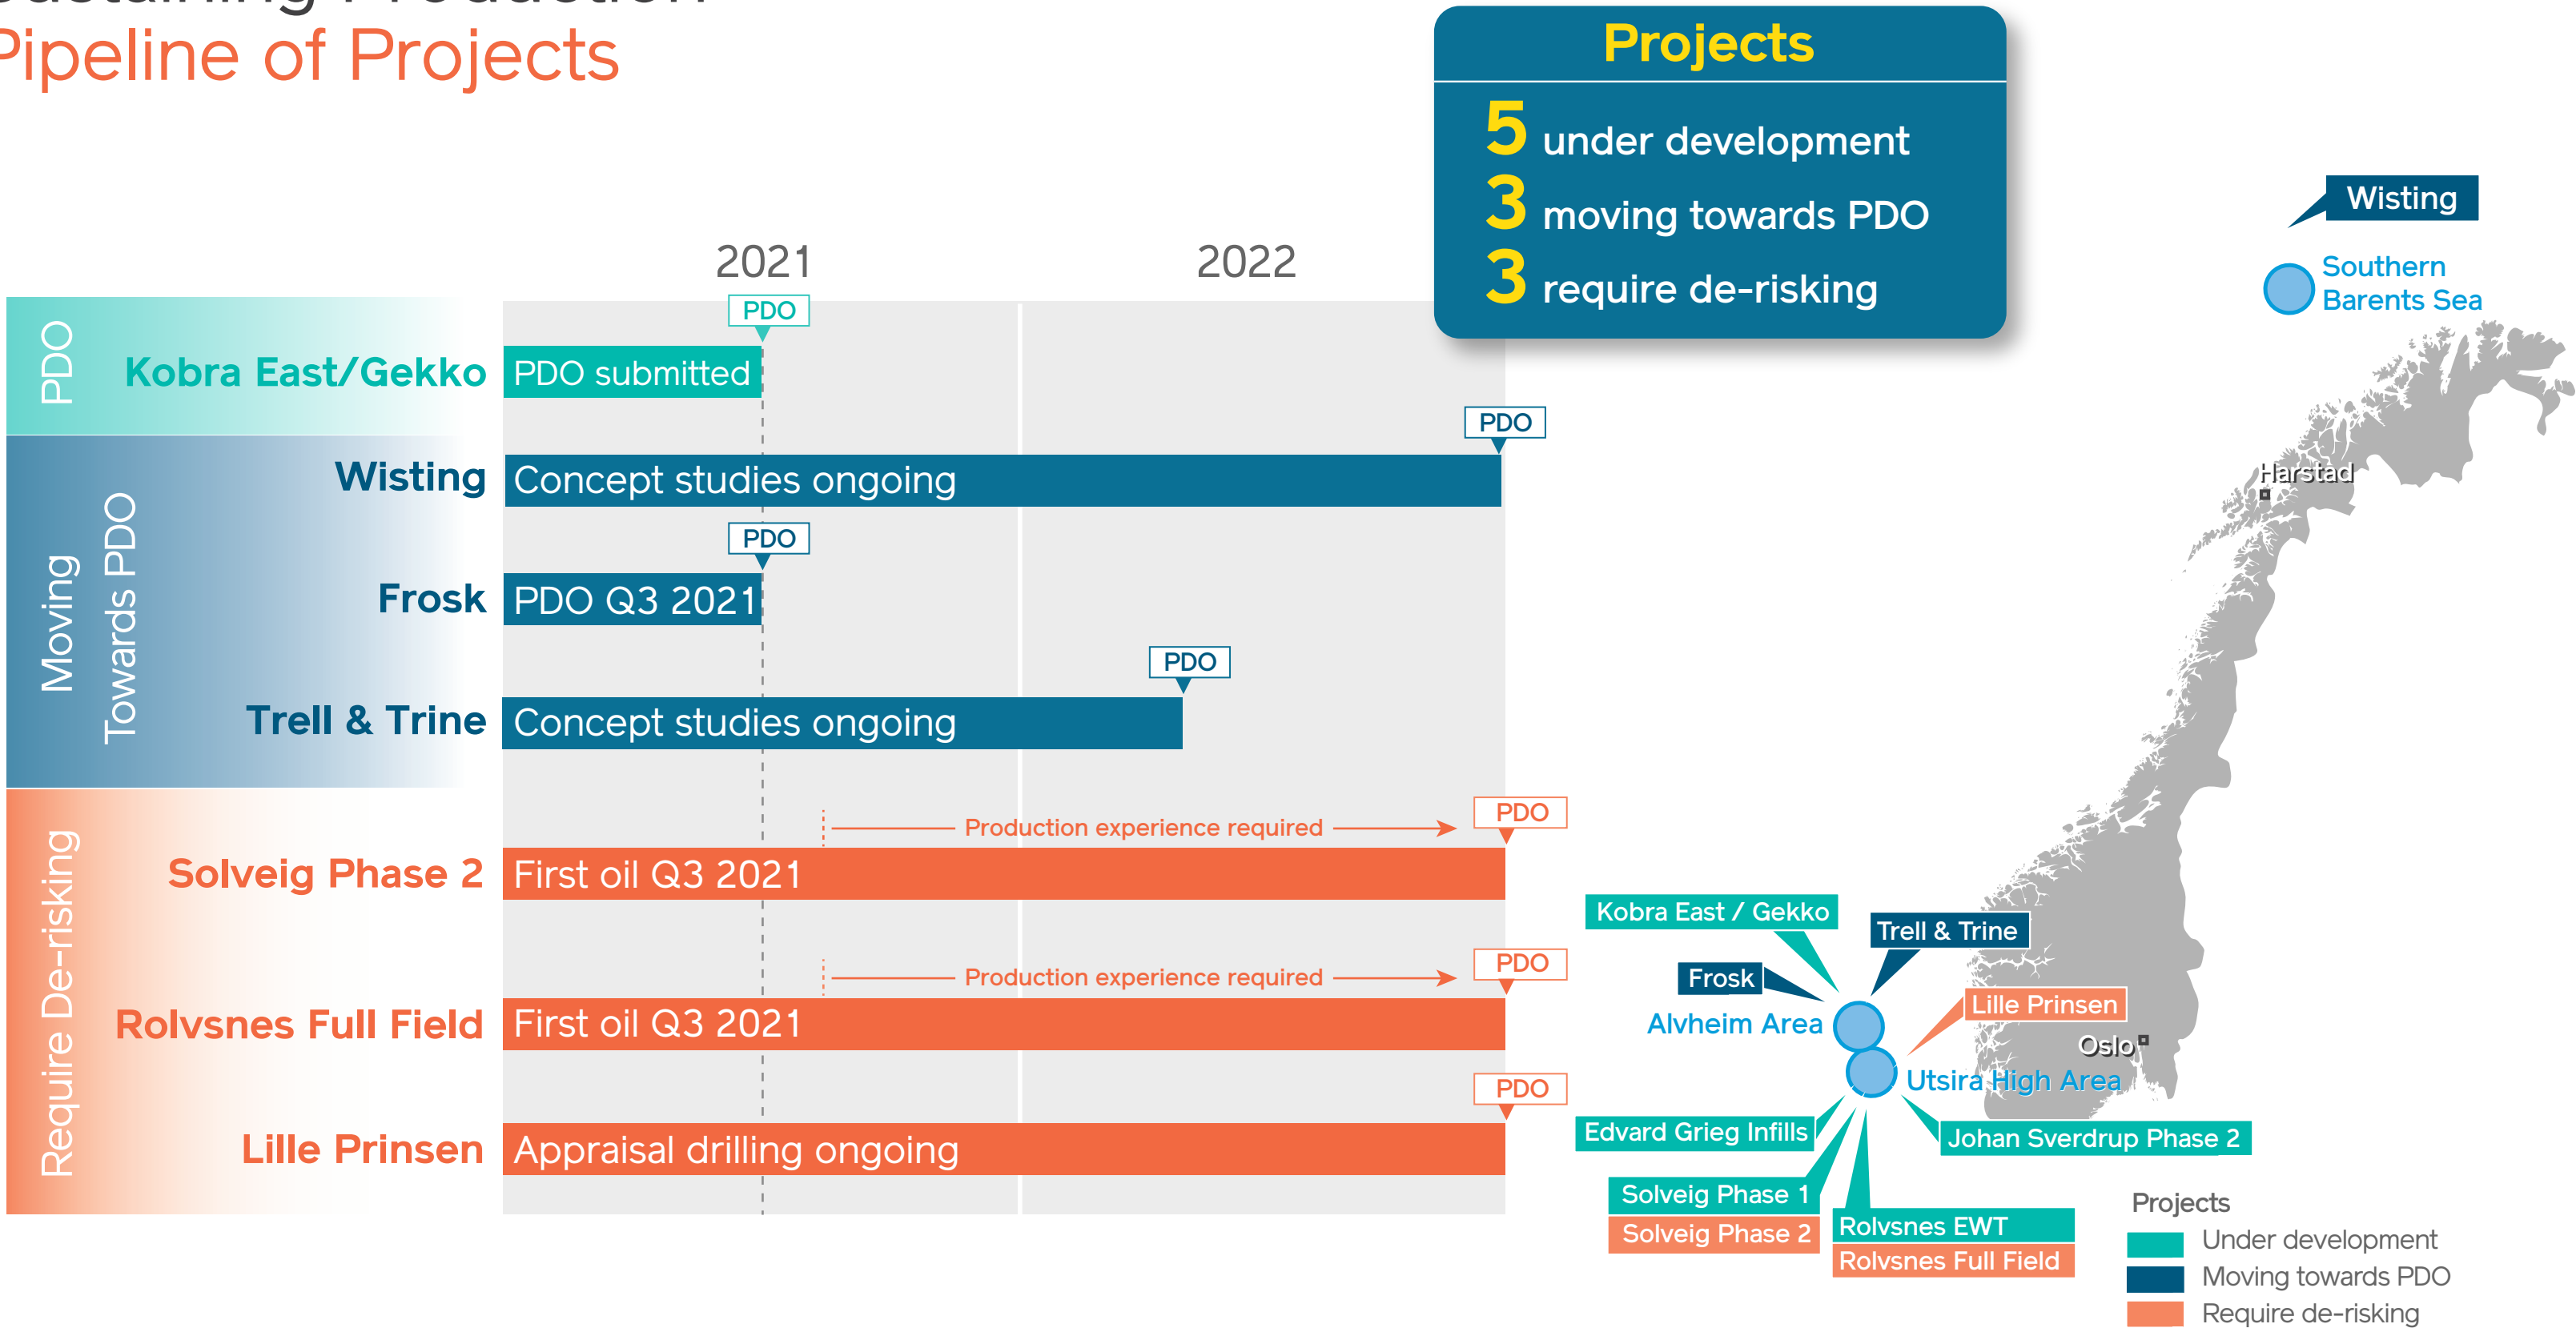 Sustaining Production
Pipeline of Projects
Projects
5 under development
3 moving towards PDO
3 require de-risking
2021
2022
PDO
PDO
Kobra East/Gekko
PDO submitted
Moving
Towards PDO
PDO
Wisting
Concept studies ongoing
PDO
Frosk
PDO Q3 2021
PDO
Trell & Trine
Concept studies ongoing
Require De-risking
Production experience required
PDO
Solveig Phase 2
First oil Q3 2021
Production experience required
PDO
Rolvsnes Full Field
First oil Q3 2021
PDO
Lille Prinsen
Appraisal drilling ongoing
Wisting
Southern
Barents Sea
Harstad
Kobra East / Gekko
Trell & Trine
Frosk
Alvheim Area
Lille Prinsen
Oslo
Utsira High Area
Edvard Grieg Infills
Johan Sverdrup Phase 2
Solveig Phase 1
Solveig Phase 2
Rolvsnes EWT
Rolvsnes Full Field
Projects
Under development
Moving towards PDO
Require de-risking